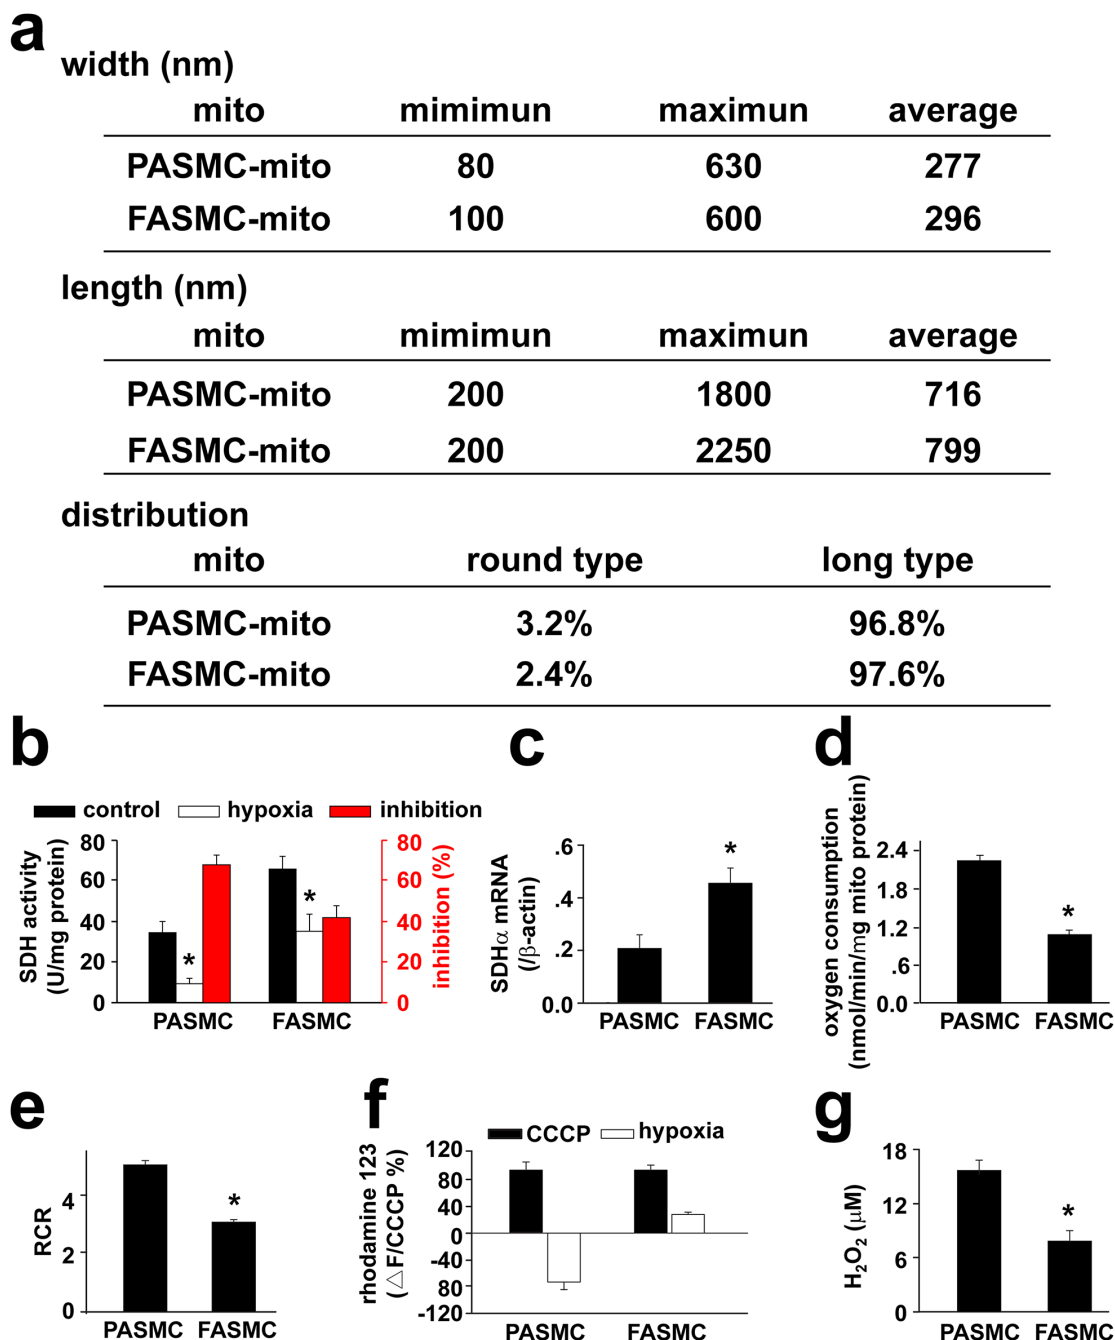 a
width (nm)
mito mimimun maximun average
PASMC-mito 80 630 277
FASMC-mito 100 600 296
length (nm)
mito mimimun maximun average
PASMC-mito 200 1800 716
FASMC-mito 200 2250 799
distribution
mito round type long type
PASMC-mito 3.2% 96.8%
FASMC-mito 2.4% 97.6%
b
control hypoxia inhibition
SDH activity
(U/mg protein)
80
60
40
20
0
*
*
80
60
40
20
0
inhibition (%)
PASMC FASMC
c
SDHα mRNA
(/β-actin)
.6
.4
.2
0.0
*
PASMC FASMC
d
oxygen consumption
(nmol/min/mg mito protein)
2.4
1.8
1.2
.6
0.0
*
PASMC FASMC
e
RCR
4
2
0
*
PASMC FASMC
f
CCCP hypoxia
rhodamine 123
(△F/CCCP %)
120
80
40
0
-40
-80
-120
PASMC FASMC
g
H₂O₂ (μM)
18
12
6
0
*
PASMC FASMC